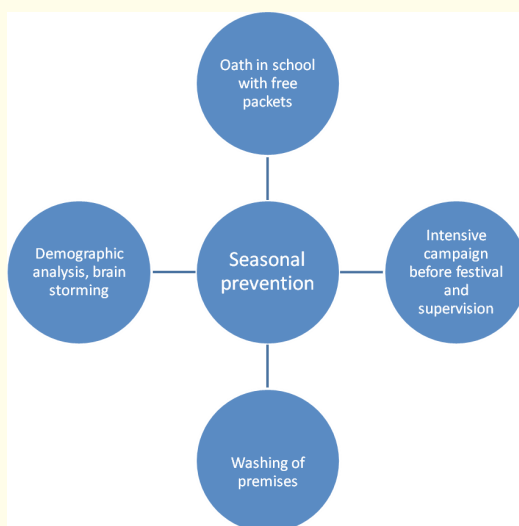 Oath in school
with free
packets
Demographic
analysis, brain
storming
Seasonal
prevention
Intensive
campaign
before festival
and
supervision
Washing of
premises